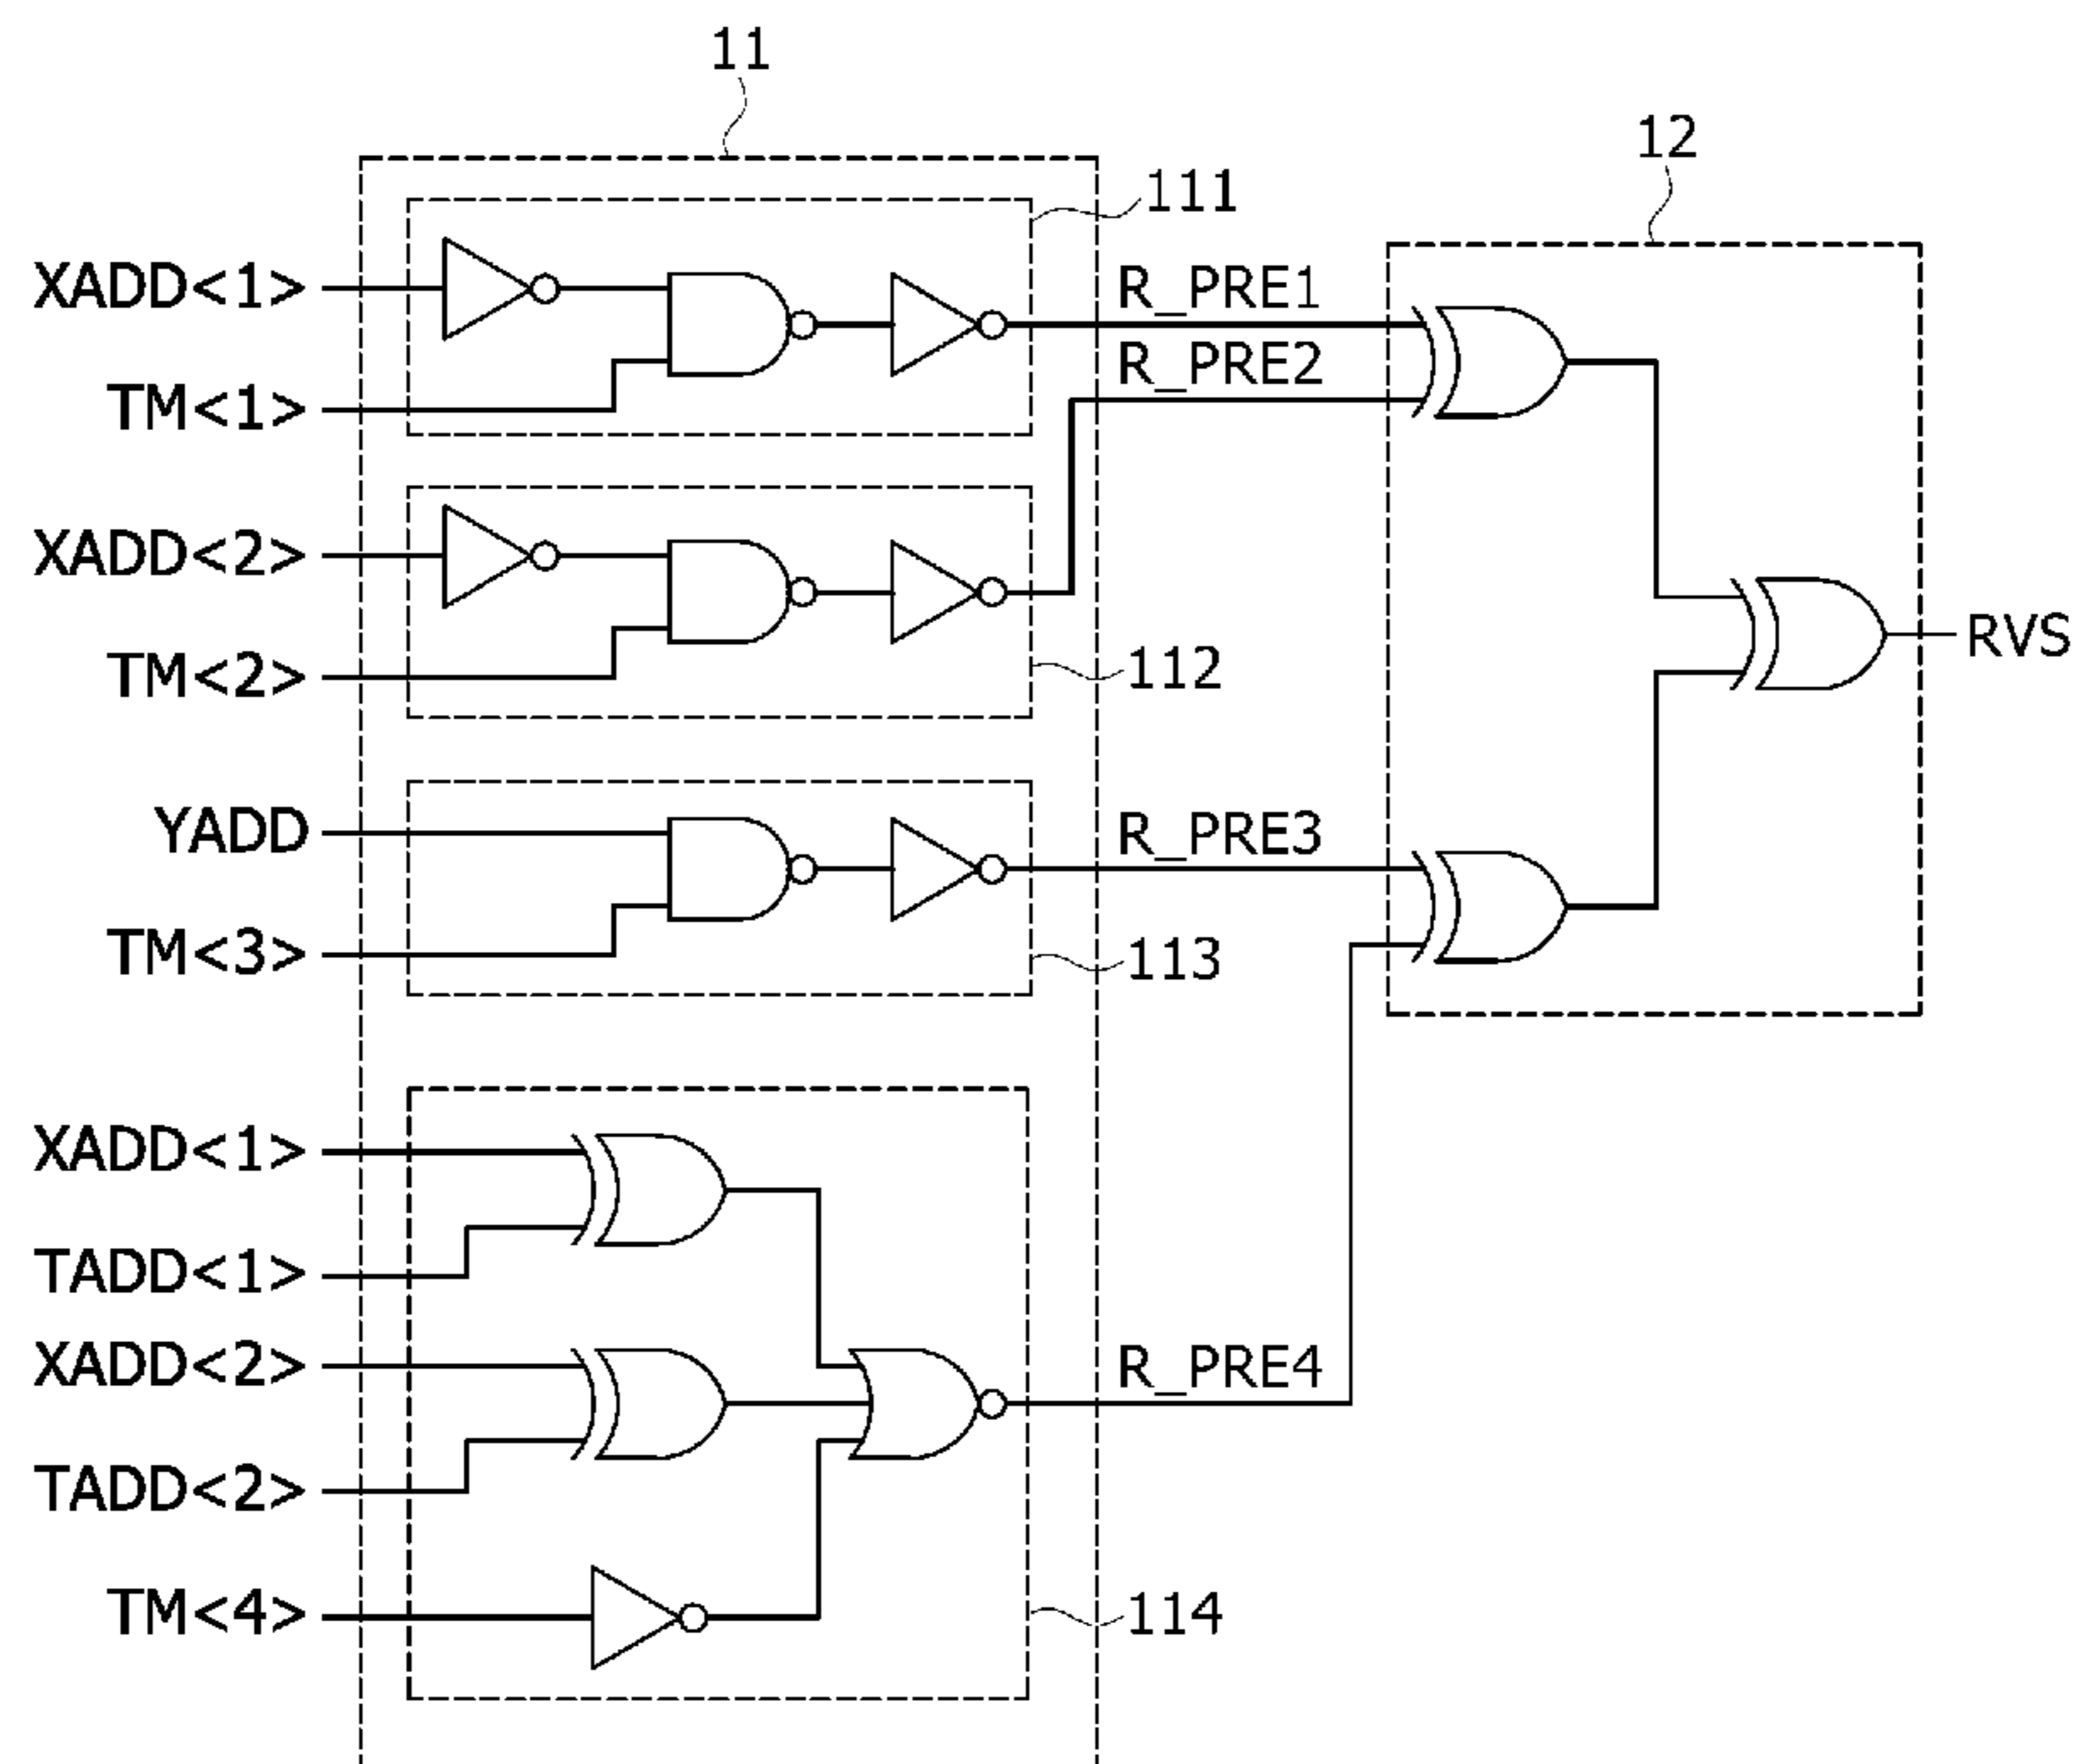 11
12
111
XADD<1>
R_PRE1
TM<1>
R_PRE2
XADD<2>
TM<2>
112
RVS
YADD
R_PRE3
TM<3>
113
XADD<1>
TADD<1>
XADD<2>
R_PRE4
TADD<2>
TM<4>
114